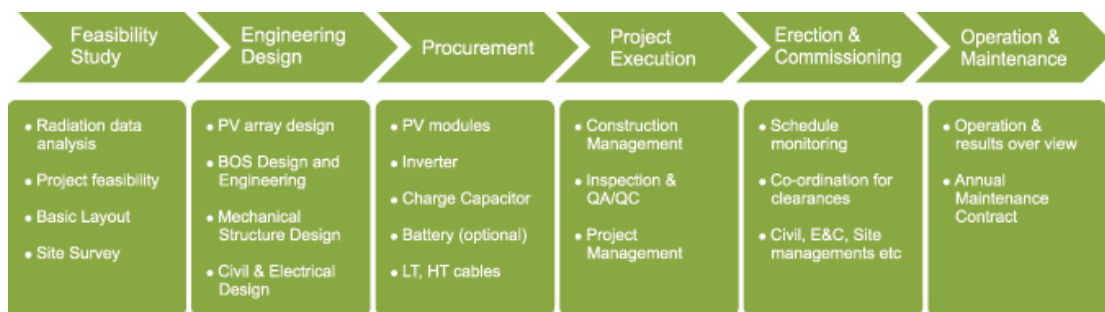 Feasibility
Study
Engineering
Design
Procurement
Project
Execution
Erection &
Commissioning
Operation &
Maintenance
• Radiation data
analysis
• Project feasibility
• Basic Layout
• Site Survey
• PV array design
• BOS Design and
Engineering
• Mechanical
Structure Design
• Civil & Electrical
Design
• PV modules
• Inverter
• Charge Capacitor
• Battery (optional)
• LT, HT cables
• Construction
Management
• Inspection &
QA/QC
• Project
Management
• Schedule
monitoring
• Co-ordination for
clearances
• Civil, E&C, Site
managements etc
• Operation &
results over view
• Annual
Maintenance
Contract